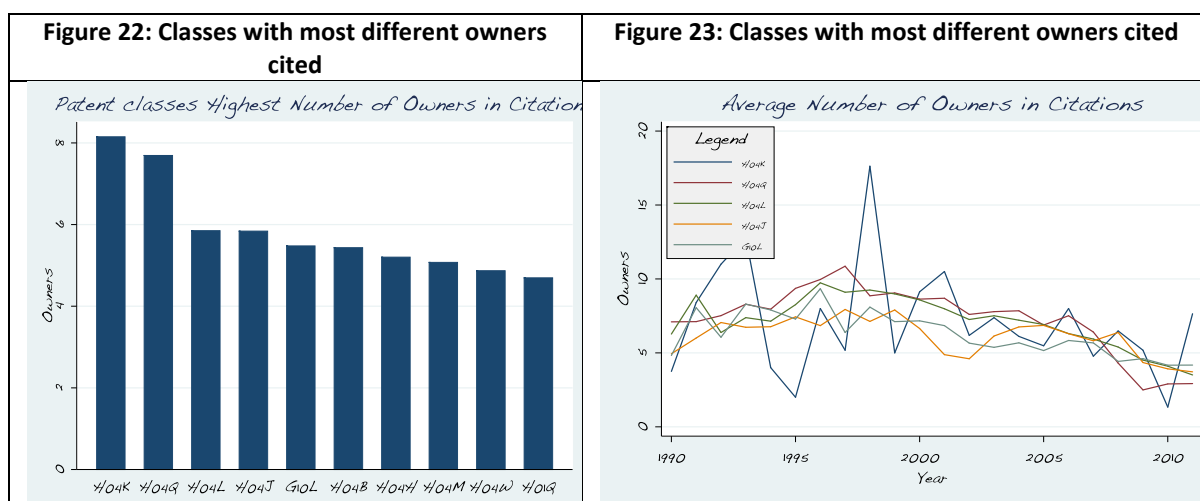 Figure 22: Classes with most different owners
cited
Figure 23: Classes with most different owners cited
Patent classes Highest Number of Owners in Citation
Owners
8
6
4
2
0
H04K H04Q H04L H04J G10L H04B H04H H04M H04W H01Q
Average Number of Owners in Citations
Legend
H04K
H04Q
H04L
H04J
G10L
Owners
20
15
10
5
0
1990 1995 2000 2005 2010
Year